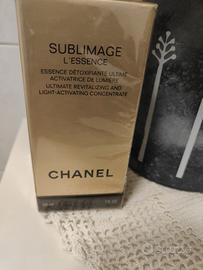 SUBLIMAGE
L'ESSENCE
ESSENCE DÉTOXIFIANTE ULTIME
ACTIVATRICE DE LUMIÈRE
ULTIMATE REVITALIZING AND
LIGHT-ACTIVATING CONCENTRATE
CHANEL